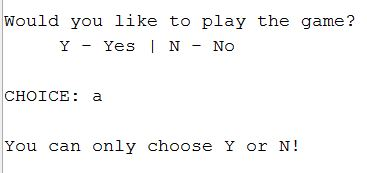 Would you like to play the game?
Y - Yes | N - No
CHOICE: a
You can only choose Y or N!